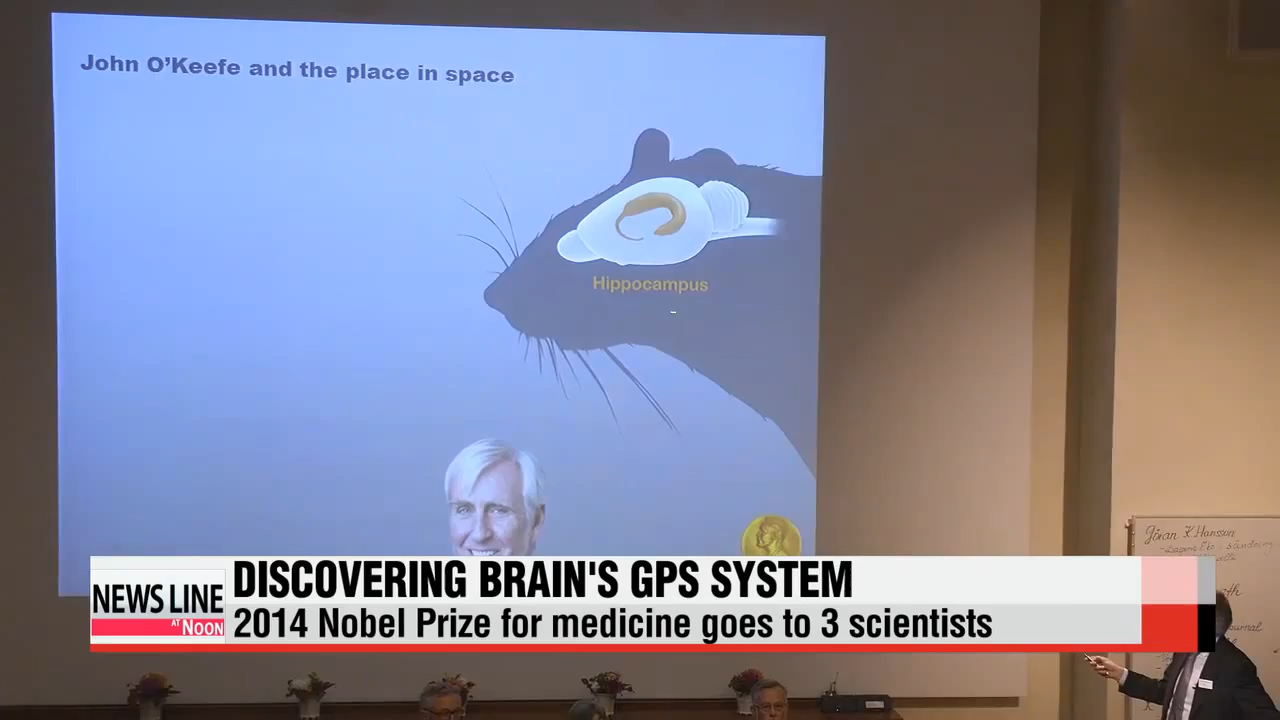 John O'Keefe and the place in space
Hippocampus
Göran K Hansson
NEWS LINE
AT NOON
DISCOVERING BRAIN'S GPS SYSTEM
2014 Nobel Prize for medicine goes to 3 scientists